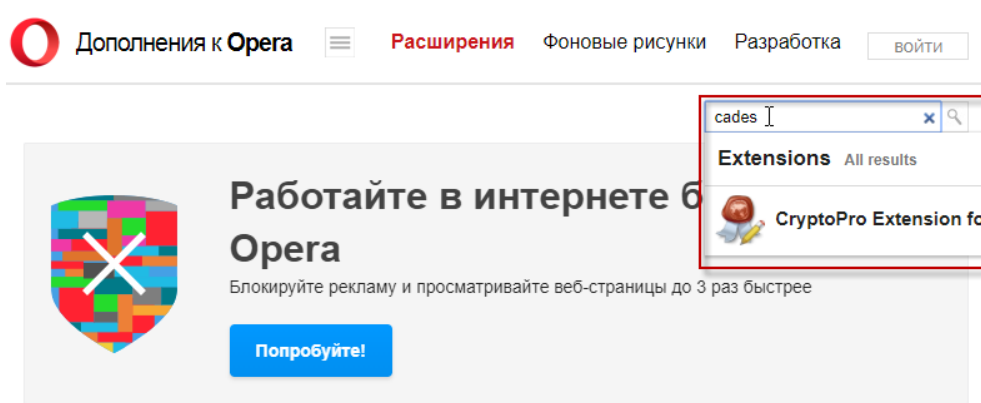 Дополнения к Opera
Расширения
Фоновые рисунки
Разработка
войти
cades
Extensions All results
CryptoPro Extension fo
Работайте в интернете б
Opera
Блокируйте рекламу и просматривайте веб-страницы до 3 раз быстрее
Попробуйте!